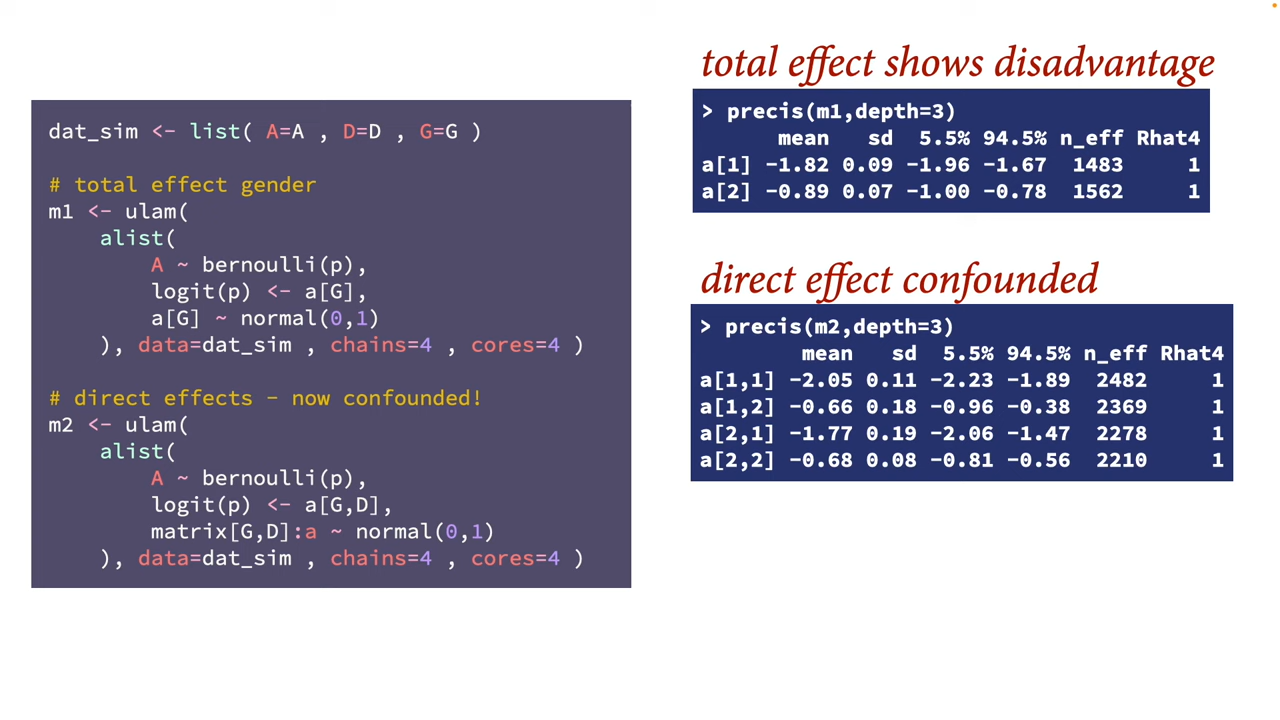 dat_sim <- list( A=A , D=D , G=G )
# total effect gender
m1 <- ulam(
    alist(
        A ~ bernoulli(p),
        logit(p) <- a[G],
        a[G] ~ normal(0,1)
    ), data=dat_sim , chains=4 , cores=4 )
# direct effects - now confounded!
m2 <- ulam(
    alist(
        A ~ bernoulli(p),
        logit(p) <- a[G,D],
        matrix[G,D]:a ~ normal(0,1)
    ), data=dat_sim , chains=4 , cores=4 )
total effect shows disadvantage
> precis(m1,depth=3)
      mean   sd  5.5% 94.5% n_eff Rhat4
a[1] -1.82 0.09 -1.96 -1.67  1483     1
a[2] -0.89 0.07 -1.00 -0.78  1562     1
direct effect confounded
> precis(m2,depth=3)
        mean   sd  5.5% 94.5% n_eff Rhat4
a[1,1] -2.05 0.11 -2.23 -1.89  2482     1
a[1,2] -0.66 0.18 -0.96 -0.38  2369     1
a[2,1] -1.77 0.19 -2.06 -1.47  2278     1
a[2,2] -0.68 0.08 -0.81 -0.56  2210     1